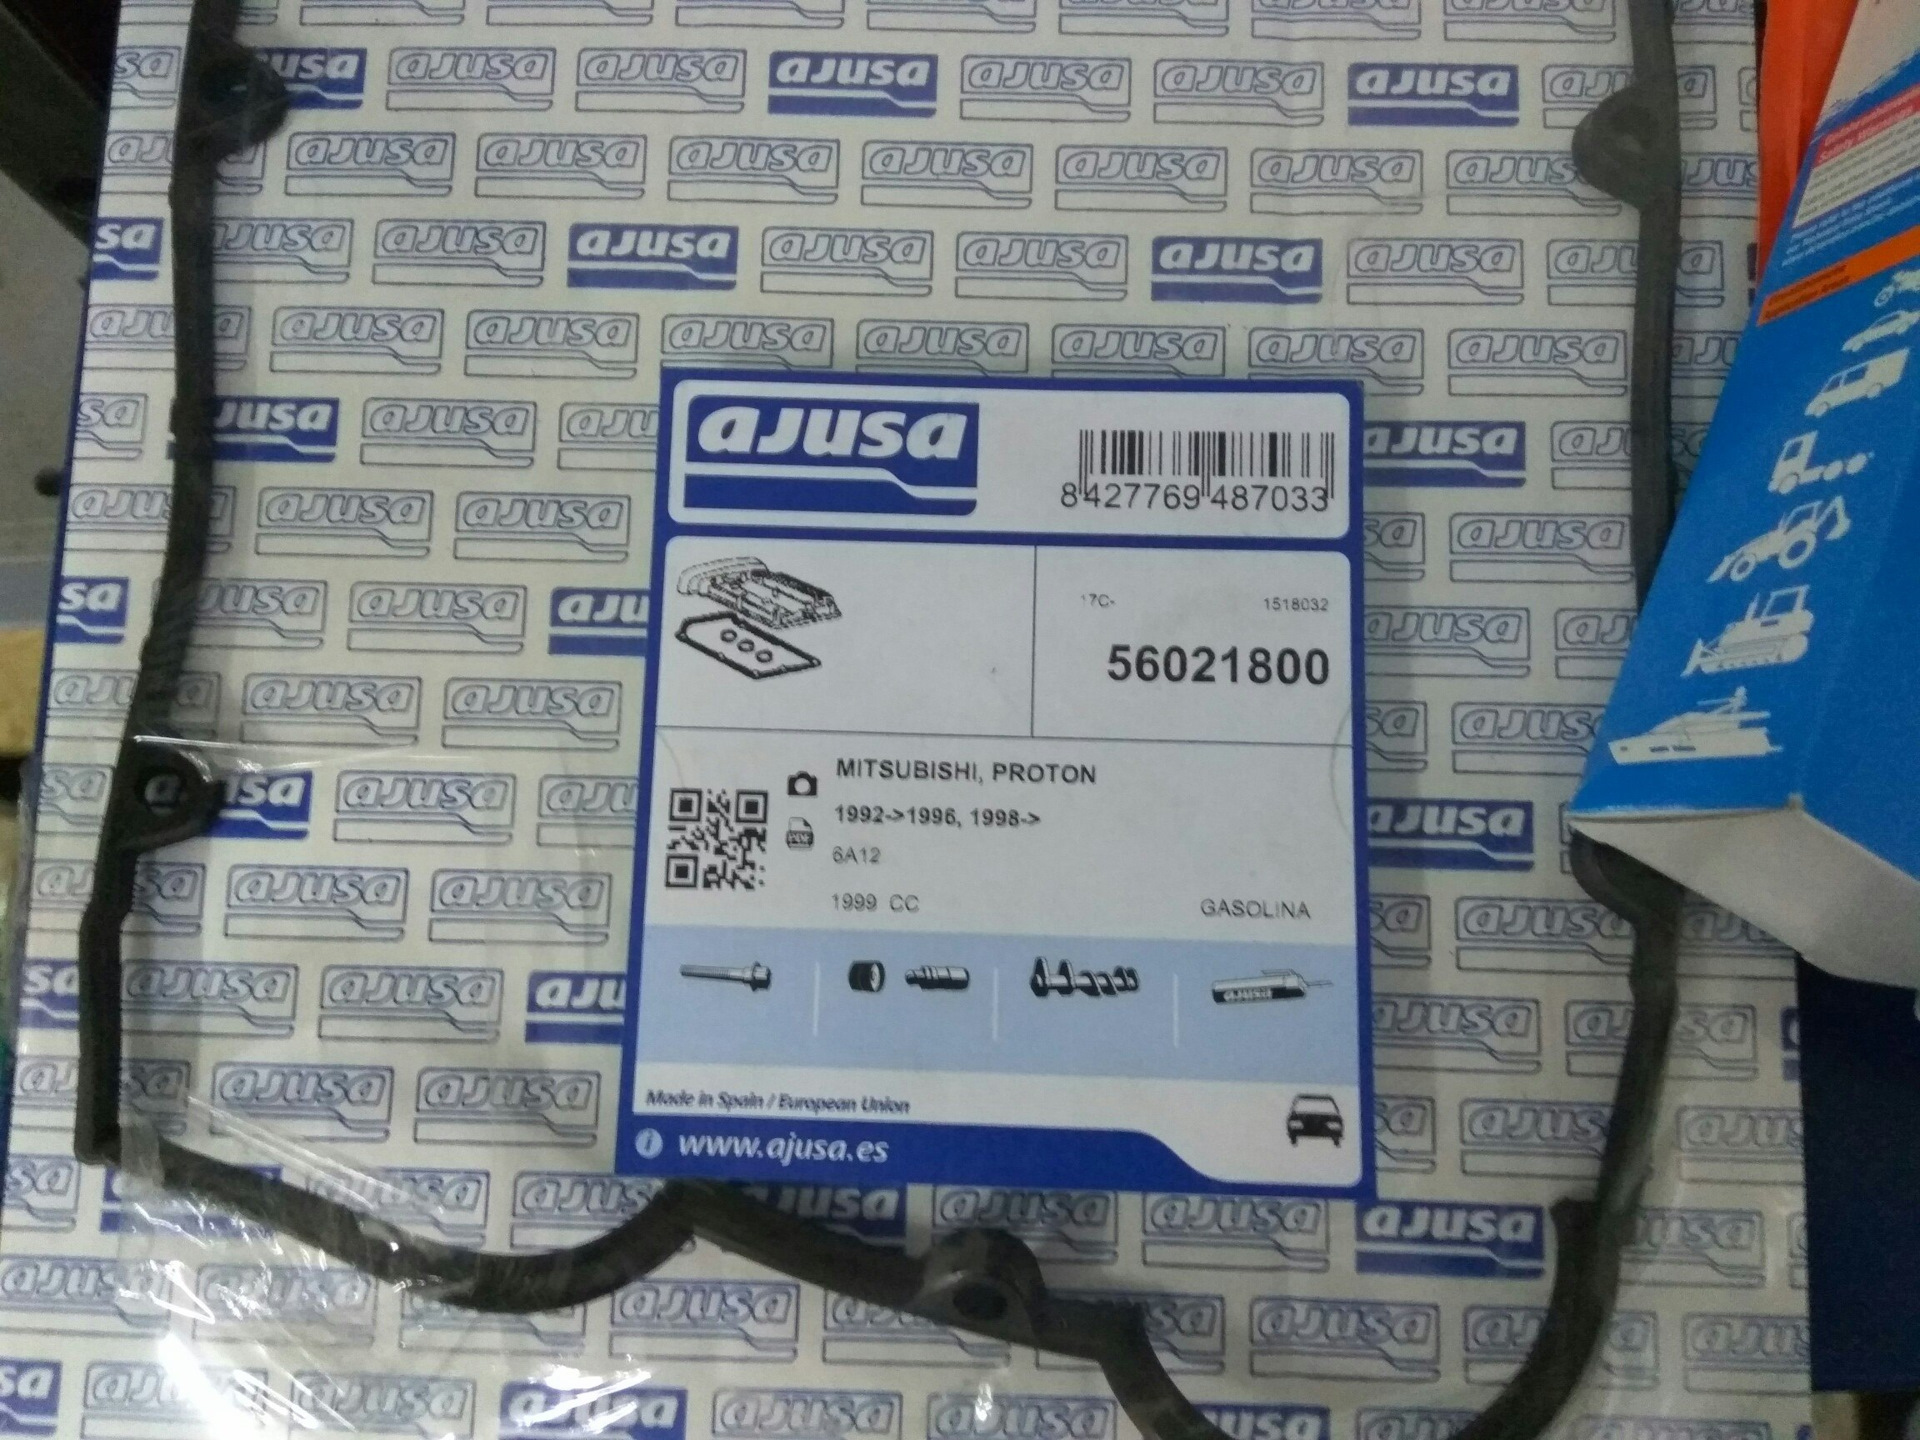 ajusa
8 427769 487033
17C-
1518032
56021800
MITSUBISHI, PROTON
1992->1996, 1998->
PDF
6A12
1999 CC
GASOLINA
Made in Spain / European Union
i www.ajusa.es